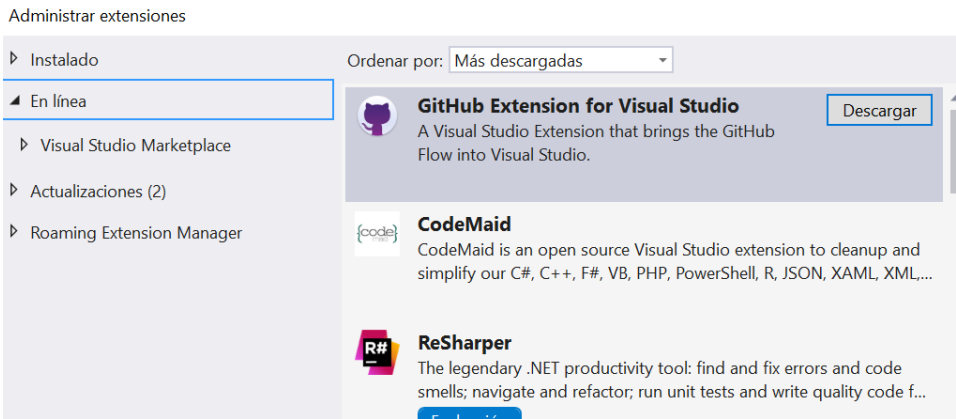 Administrar extensiones
Instalado
En línea
Visual Studio Marketplace
Actualizaciones (2)
Roaming Extension Manager
Ordenar por: Más descargadas
GitHub Extension for Visual Studio
Descargar
A Visual Studio Extension that brings the GitHub
Flow into Visual Studio.
{code}
maid
CodeMaid
CodeMaid is an open source Visual Studio extension to cleanup and
simplify our C#, C++, F#, VB, PHP, PowerShell, R, JSON, XAML, XML,...
R#
ReSharper
The legendary .NET productivity tool: find and fix errors and code
smells; navigate and refactor; run unit tests and write quality code f...